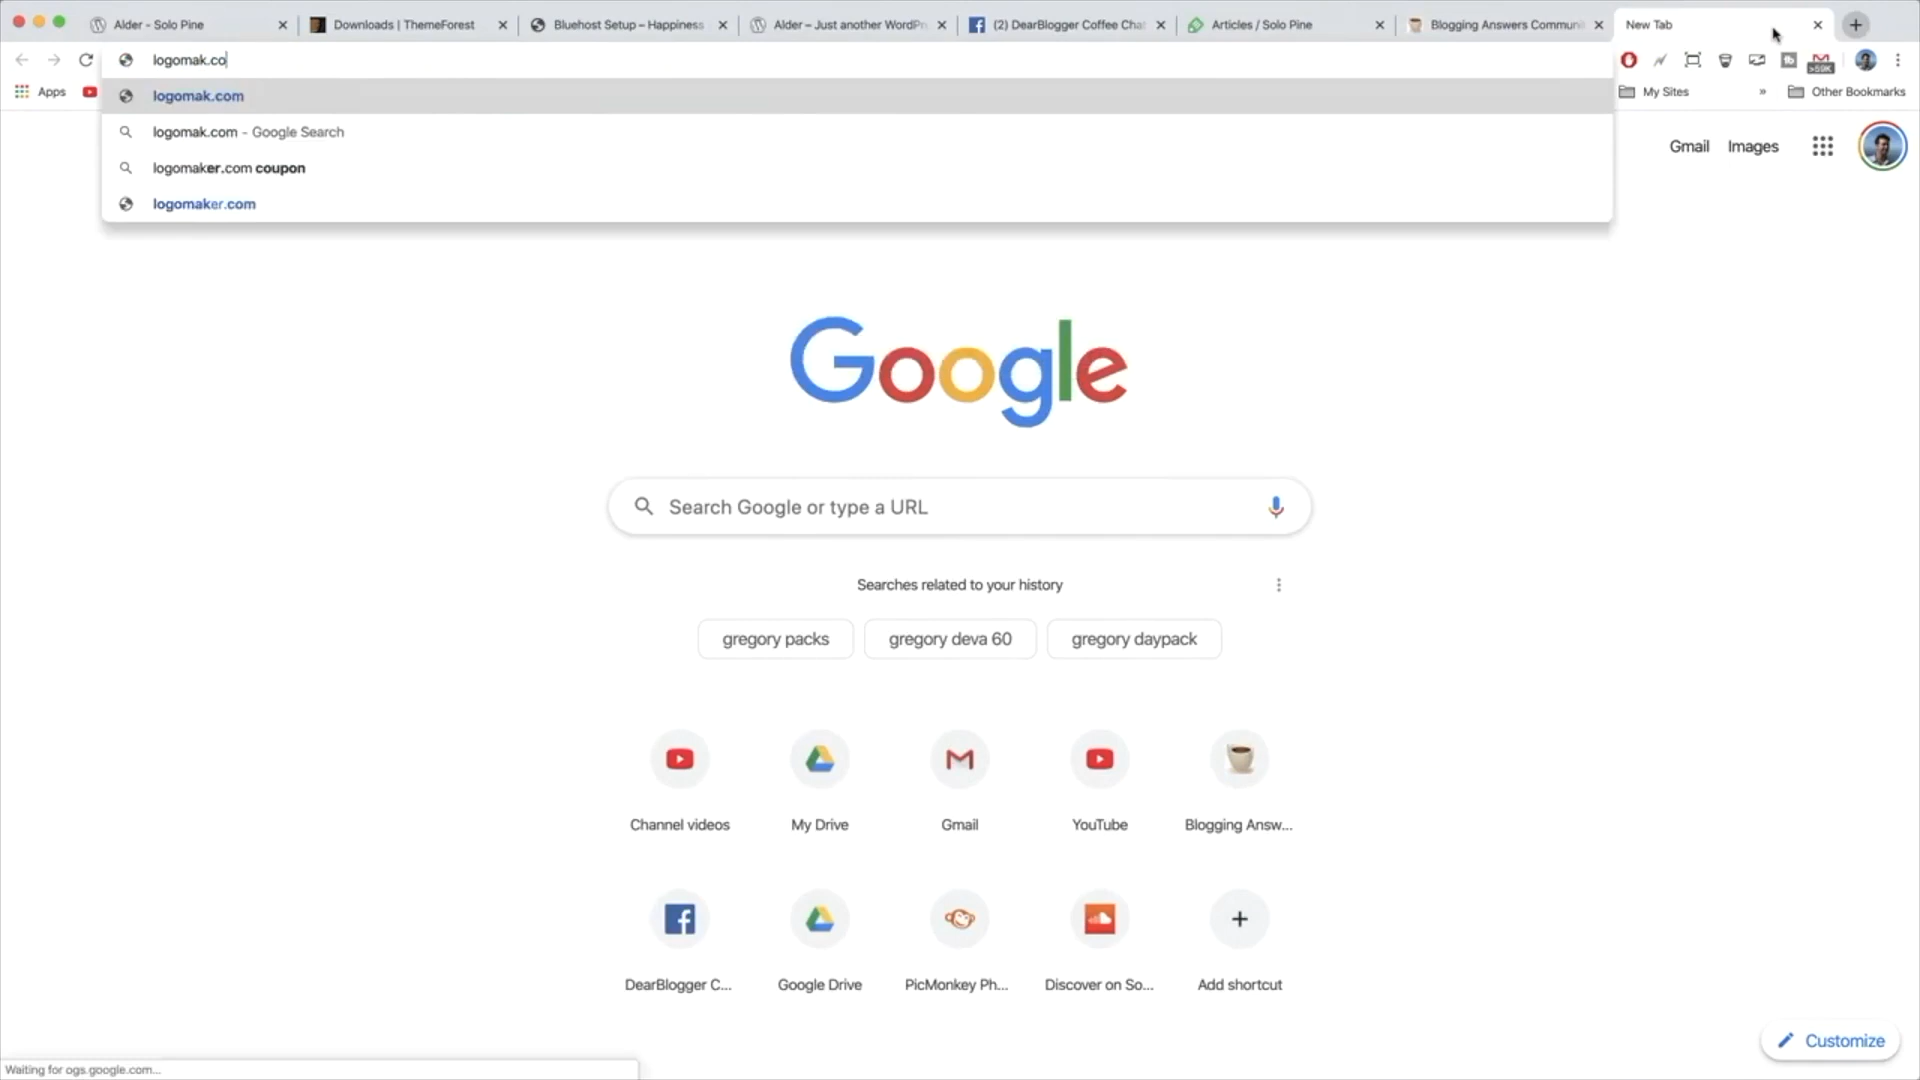 Alder - Solo Pine
Downloads | ThemeForest
Bluehost Setup – Happiness
Alder – Just another WordPr
(2) DearBlogger Coffee Cha
Articles / Solo Pine
Blogging Answers Communi
New Tab
logomak.co
>59K
Apps
logomak.com
My Sites
»
Other Bookmarks
logomak.com - Google Search
logomaker.com coupon
logomaker.com
Gmail
Images
Google
Search Google or type a URL
Searches related to your history
gregory packs
gregory deva 60
gregory daypack
Channel videos
My Drive
Gmail
YouTube
Blogging Answ...
DearBlogger C...
Google Drive
PicMonkey Ph...
Discover on So...
Add shortcut
Customize
Waiting for ogs.google.com...